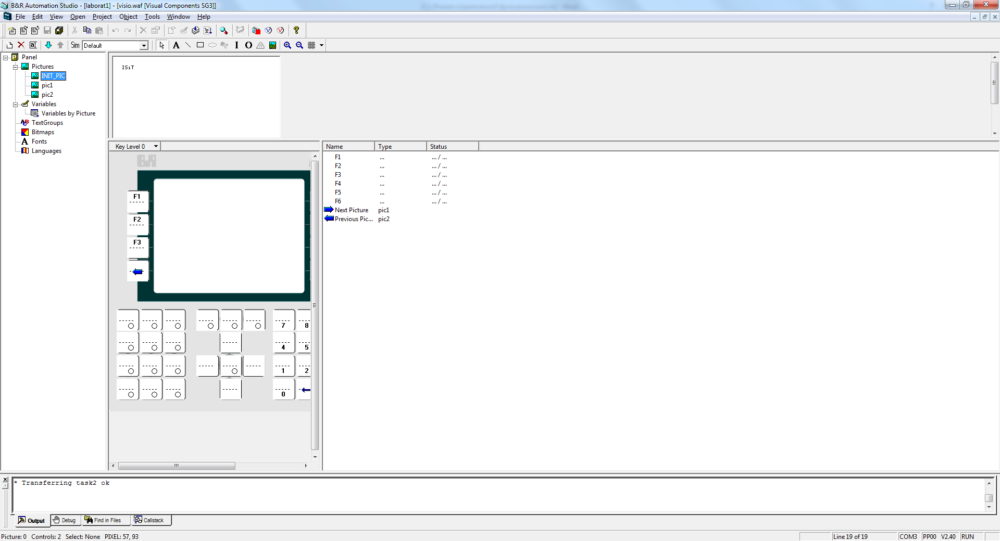 B&R Automation Studio - [laborat1] - [visio.waf [Visual Components SG3]]
File Edit View Open Project Object Tools Window Help
Sim Default
Panel
Pictures
INIT_PIC
pic1
pic2
Variables
Variables by Picture
TextGroups
Bitmaps
Fonts
Languages
ISiT
Key Level 0
B&R
F1
F2
F3
7 8
4 5
1 2
0
Name Type Status
F1 ... ... / ...
F2 ... ... / ...
F3 ... ... / ...
F4 ... ... / ...
F5 ... ... / ...
F6 ... ... / ...
Next Picture pic1
Previous Pic... pic2
* Transferring task2 ok
Output Debug Find in Files Callstack
Picture: 0 Controls: 2 Select: None PIXEL: 57, 93 Line 19 of 19 COM3 PP00 V2.40 RUN